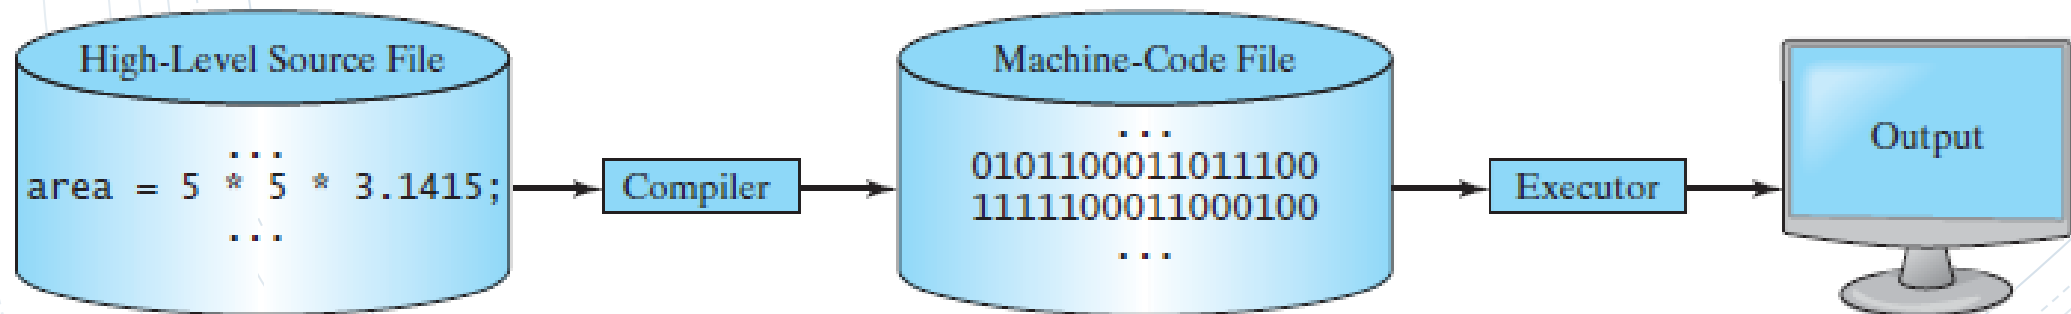 High-Level Source File
...
area = 5 * 5 * 3.1415;
...
Compiler
Machine-Code File
...
0101100011011100
1111100011000100
...
Executor
Output